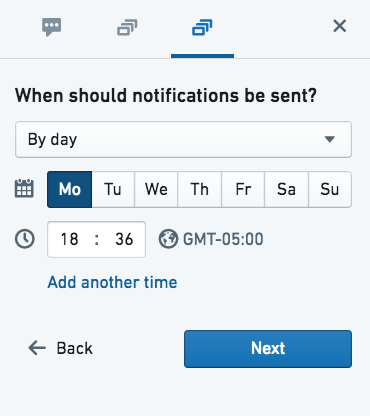 When should notifications be sent?
By day
Mo Tu We Th Fr Sa Su
18 : 36 GMT-05:00
Add another time
Back Next